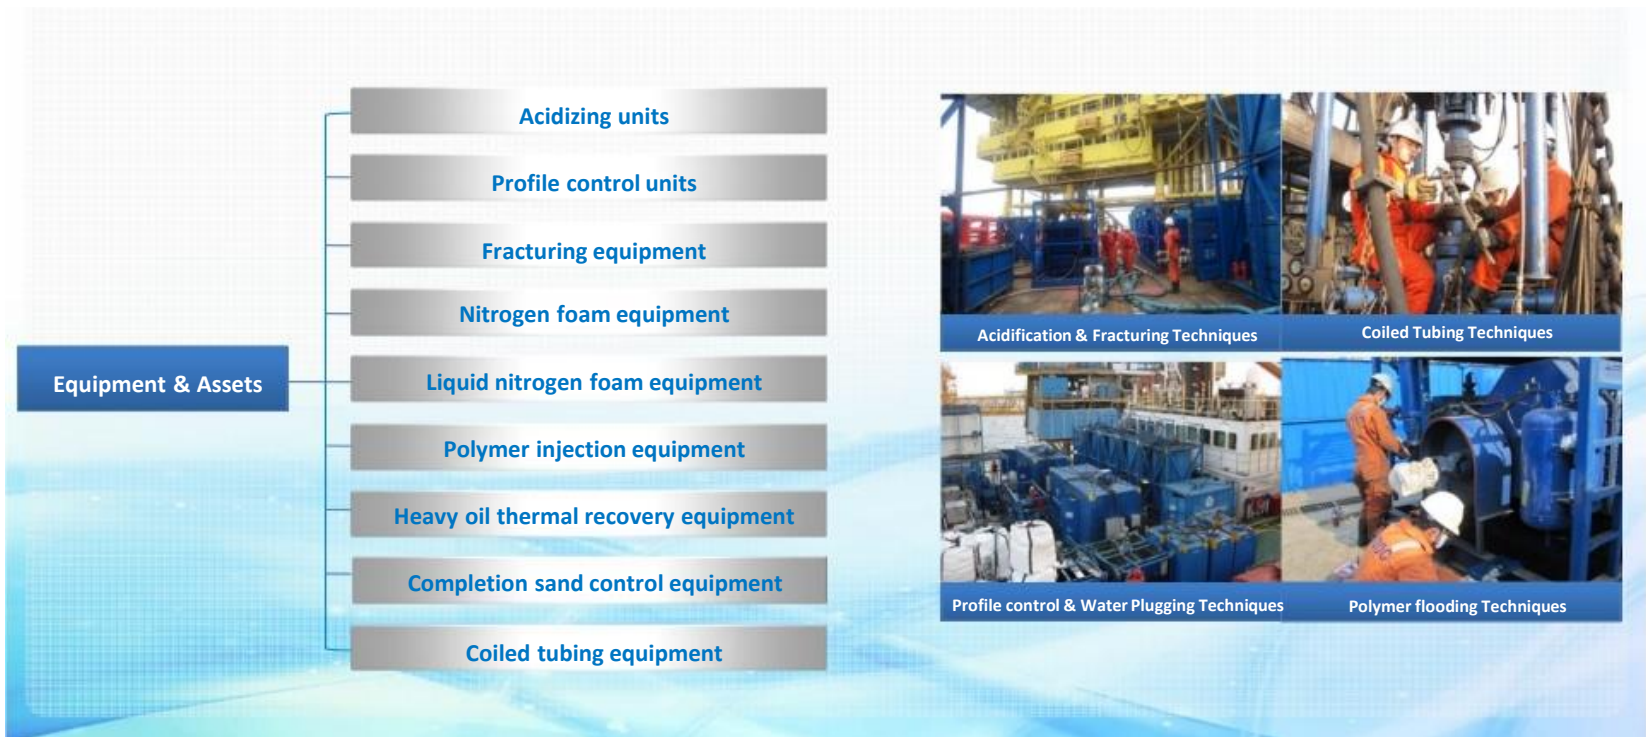 Equipment & Assets
Acidizing units
Profile control units
Fracturing equipment
Nitrogen foam equipment
Liquid nitrogen foam equipment
Polymer injection equipment
Heavy oil thermal recovery equipment
Completion sand control equipment
Coiled tubing equipment
Acidification & Fracturing Techniques
Coiled Tubing Techniques
Profile control & Water Plugging Techniques
Polymer flooding Techniques